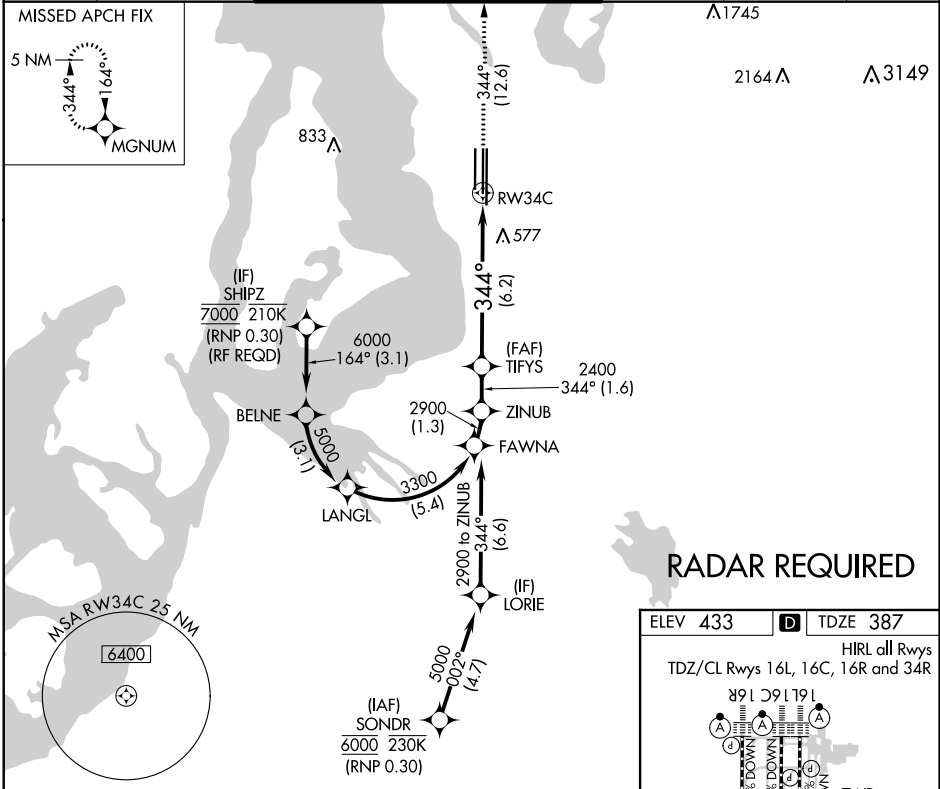 MISSED APCH FIX
5 NM
344°
164°
MGNUM
344°
(12.6)
1745
2164
3149
833
RW34C
577
(IF)
SHIPZ
7000 210K
(RNP 0.30)
(RF REQD)
6000
164° (3.1)
344°
(6.2)
(FAF)
TIFYS
2400
344° (1.6)
BELNE
2900
(1.3)
ZINUB
FAWNA
5000
(3.1)
3300
(5.4)
LANGL
2900 to ZINUB
344°
(6.6)
(IF)
LORIE
RADAR REQUIRED
MSA RW34C 25 NM
6400
5000
002°
(4.7)
(IAF)
SONDR
6000 230K
(RNP 0.30)
ELEV 433 D TDZE 387
HIRL all Rwys
TDZ/CL Rwys 16L, 16C, 16R and 34R
16R 16C 16L
A A A
P
% DOWN
% DOWN
P P